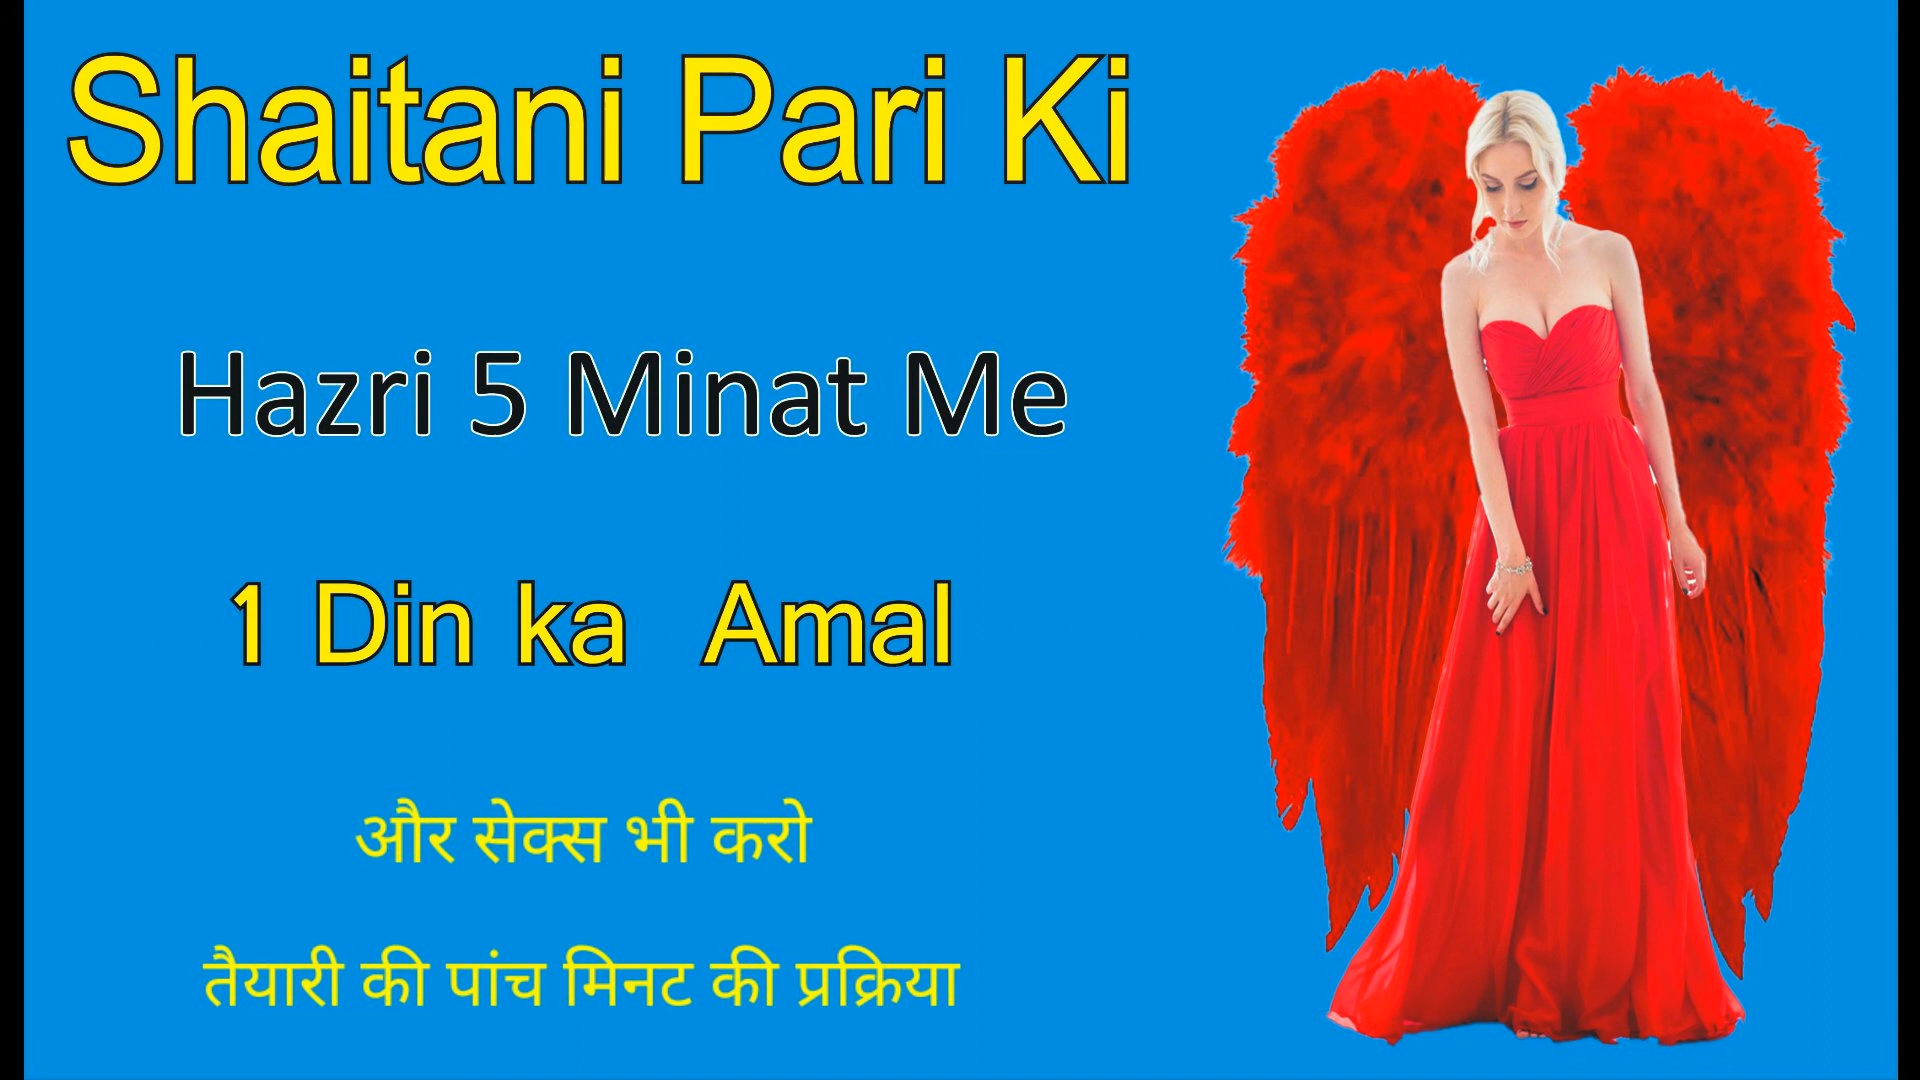 Shaitani Pari Ki
Hazri 5 Minat Me
1 Din ka Amal
और सेक्स भी करो
तैयारी की पांच मिनट की प्रक्रिया